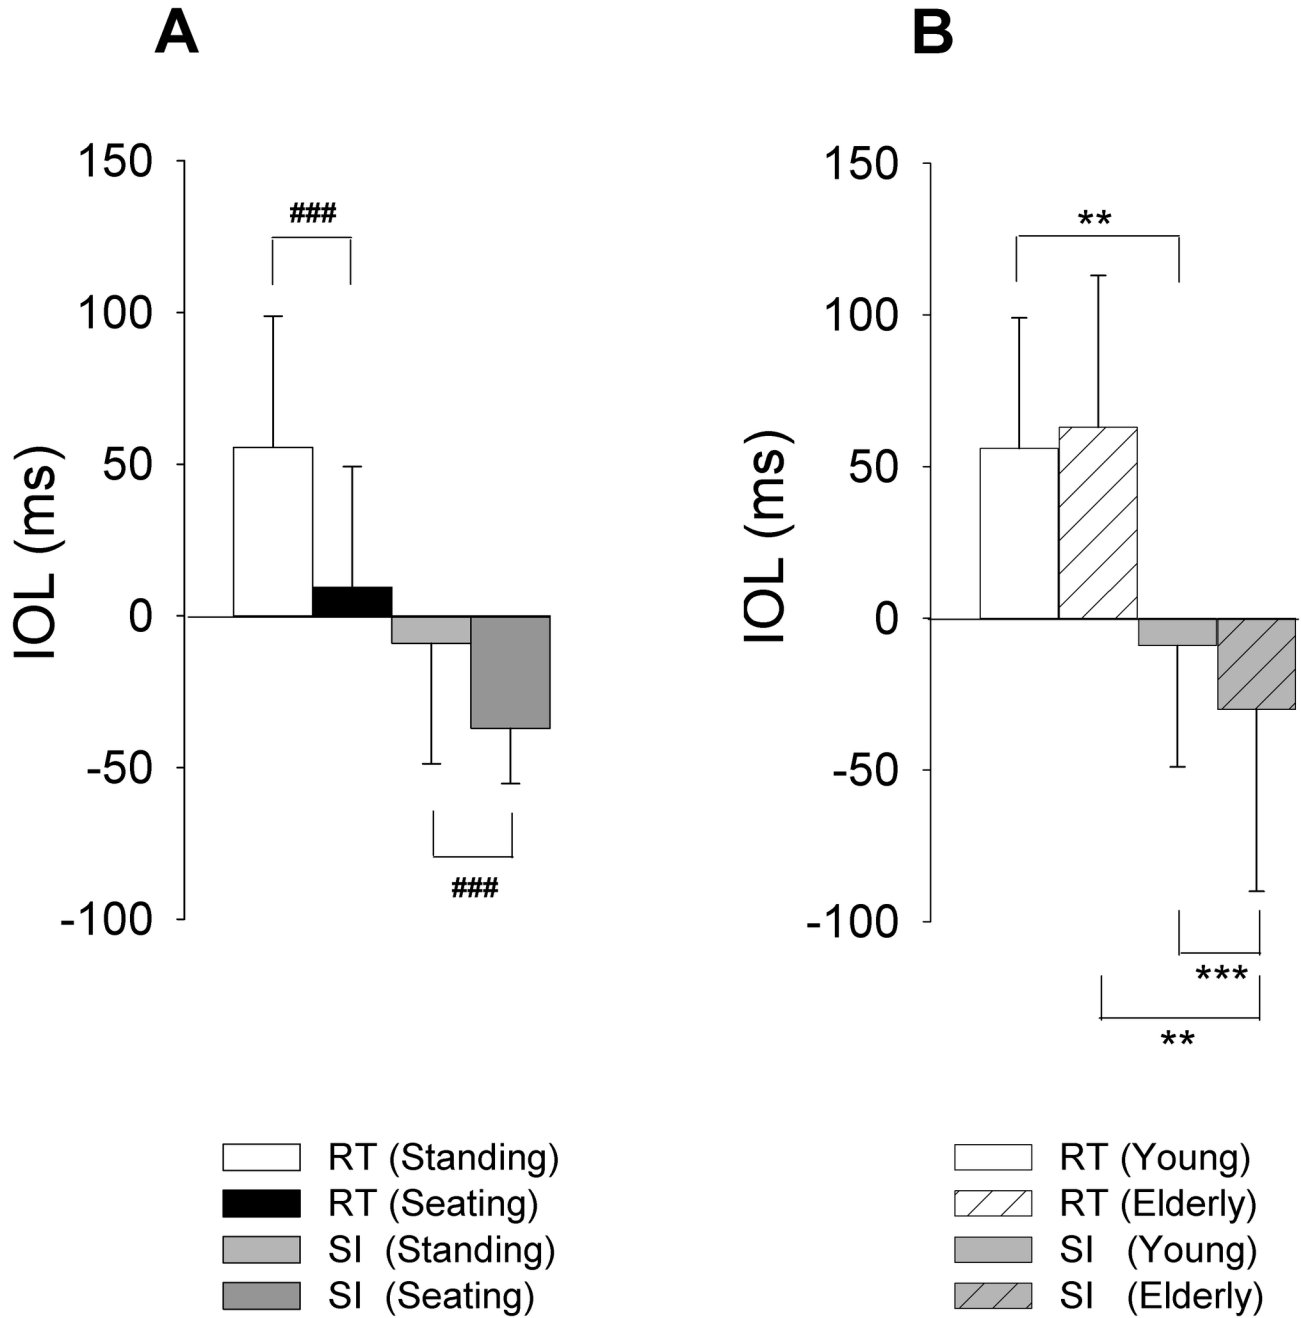 A
150
###
100
50
IOL (ms)
0
-50
###
-100
RT (Standing)
RT (Seating)
SI (Standing)
SI (Seating)
B
150
**
100
50
IOL (ms)
0
-50
-100
***
**
RT (Young)
RT (Elderly)
SI (Young)
SI (Elderly)